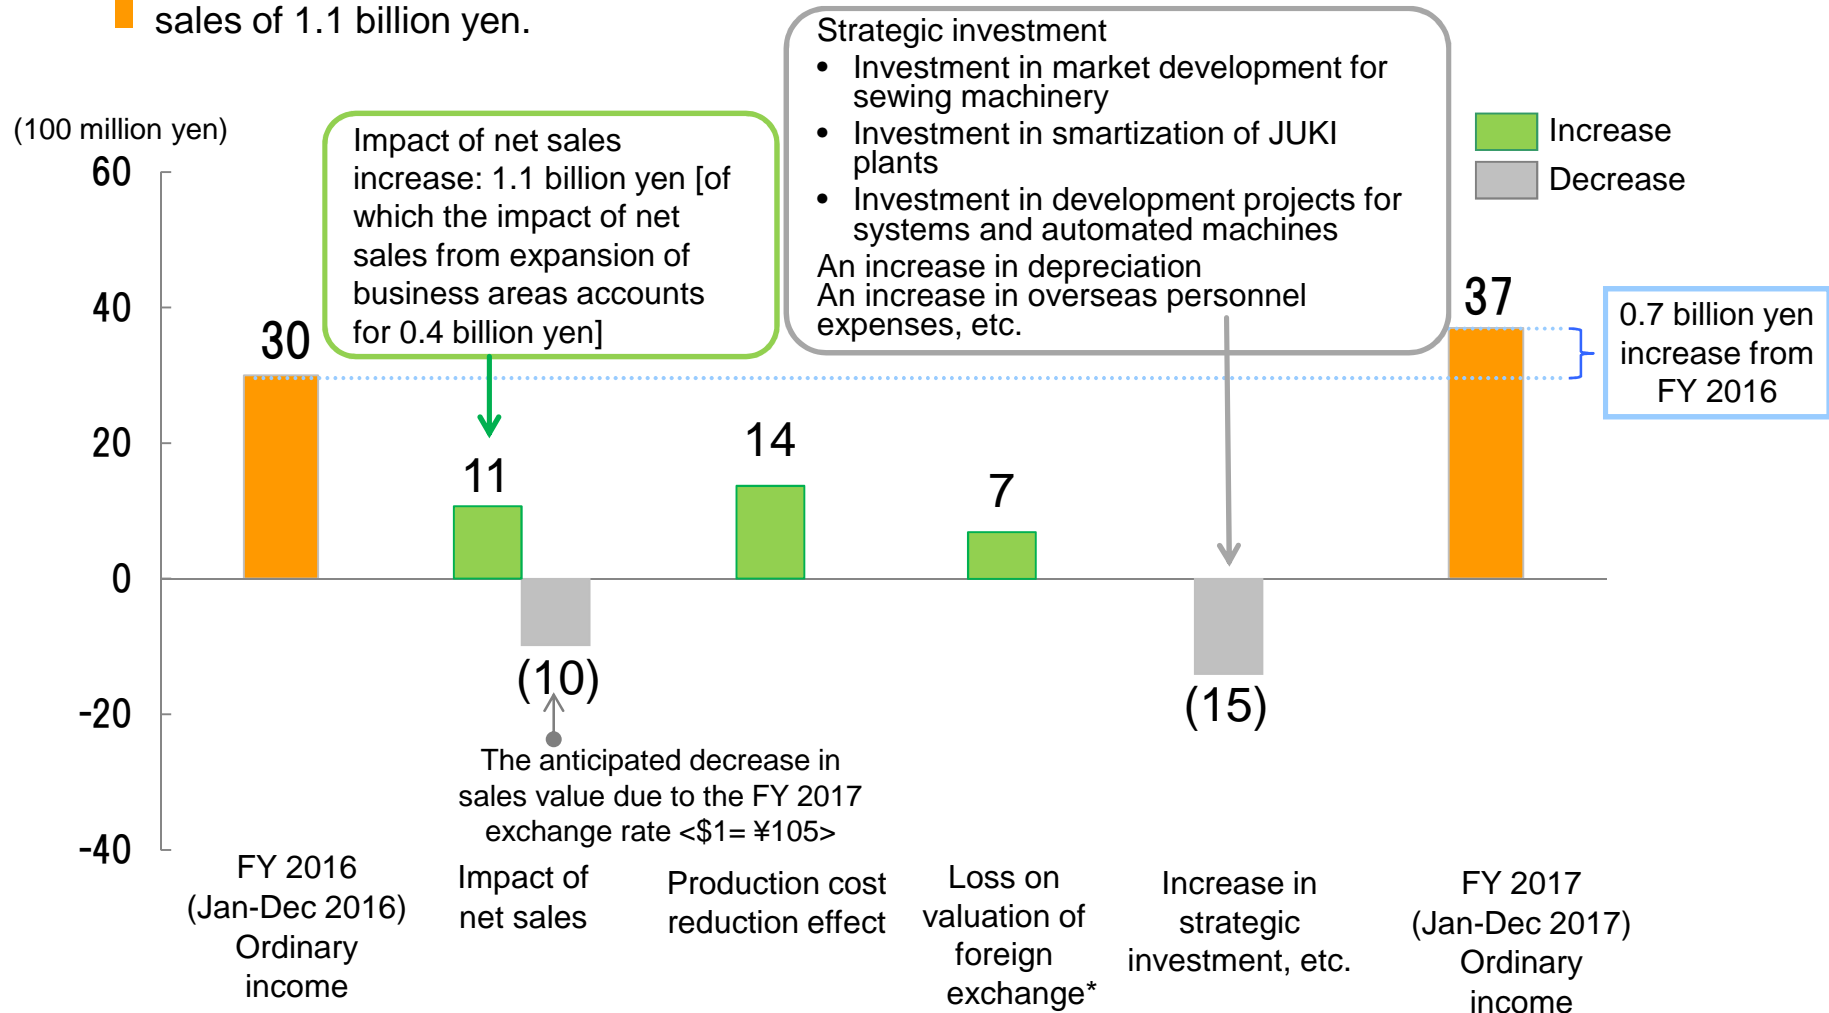 sales of 1.1 billion yen.
(100 million yen)
Impact of net sales
increase: 1.1 billion yen [of
which the impact of net
sales from expansion of
business areas accounts
for 0.4 billion yen]
Strategic investment
• Investment in market development for
sewing machinery
• Investment in smartization of JUKI
plants
• Investment in development projects for
systems and automated machines
An increase in depreciation
An increase in overseas personnel
expenses, etc.
Increase
Decrease
0.7 billion yen
increase from
FY 2016
60
40
20
0
-20
-40
30
11
(10)
14
7
(15)
37
The anticipated decrease in
sales value due to the FY 2017
exchange rate <$1= ¥105>
FY 2016
(Jan-Dec 2016)
Ordinary
income
Impact of
net sales
Production cost
reduction effect
Loss on
valuation of
foreign
exchange*
Increase in
strategic
investment, etc.
FY 2017
(Jan-Dec 2017)
Ordinary
income